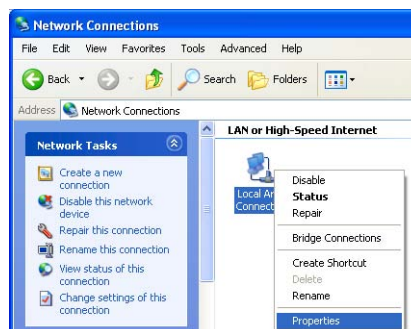 Network Connections
File Edit View Favorites Tools Advanced Help
Back Search Folders
Address Network Connections
Network Tasks
Create a new
connection
Disable this network
device
Repair this connection
Rename this connection
View status of this
connection
Change settings of this
connection
LAN or High-Speed Internet
Local Ar
Connect
Disable
Status
Repair
Bridge Connections
Create Shortcut
Delete
Rename
Properties